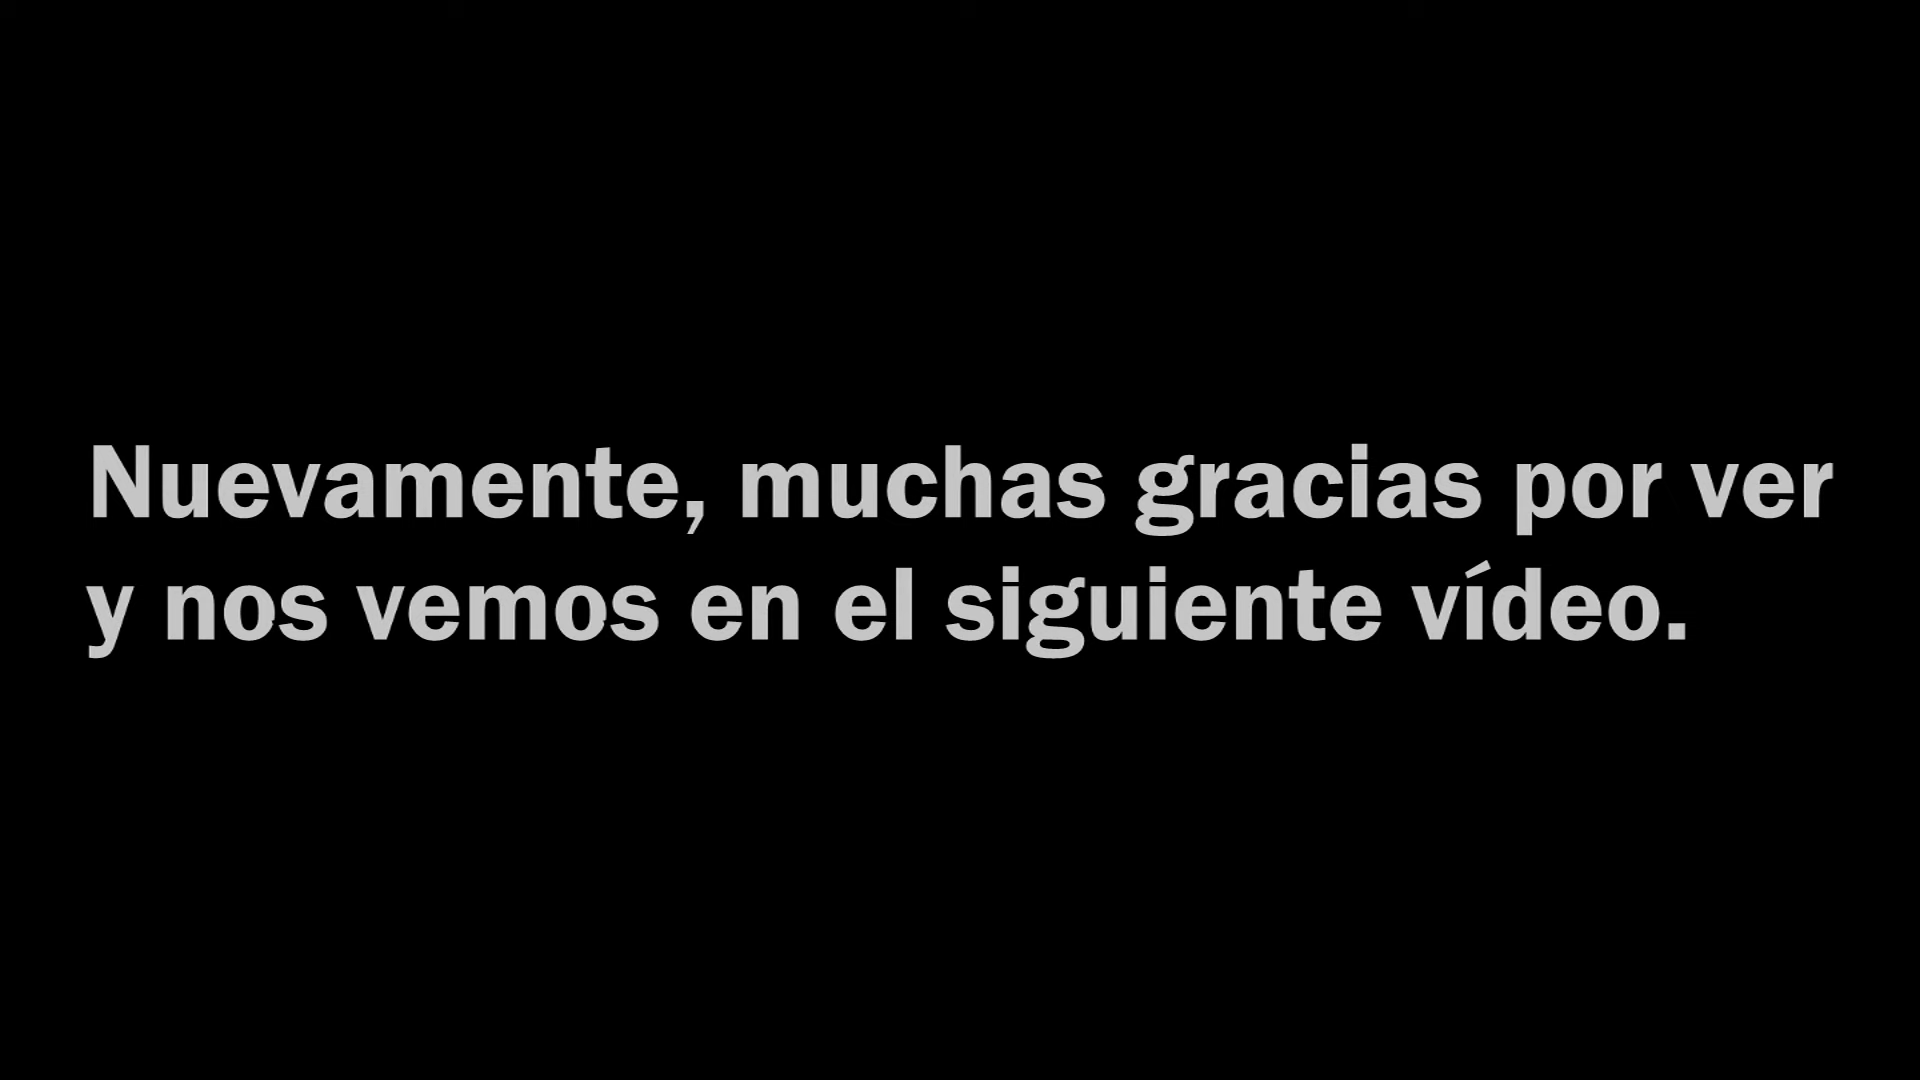 Nuevamente, muchas gracias por ver
y nos vemos en el siguiente vídeo.